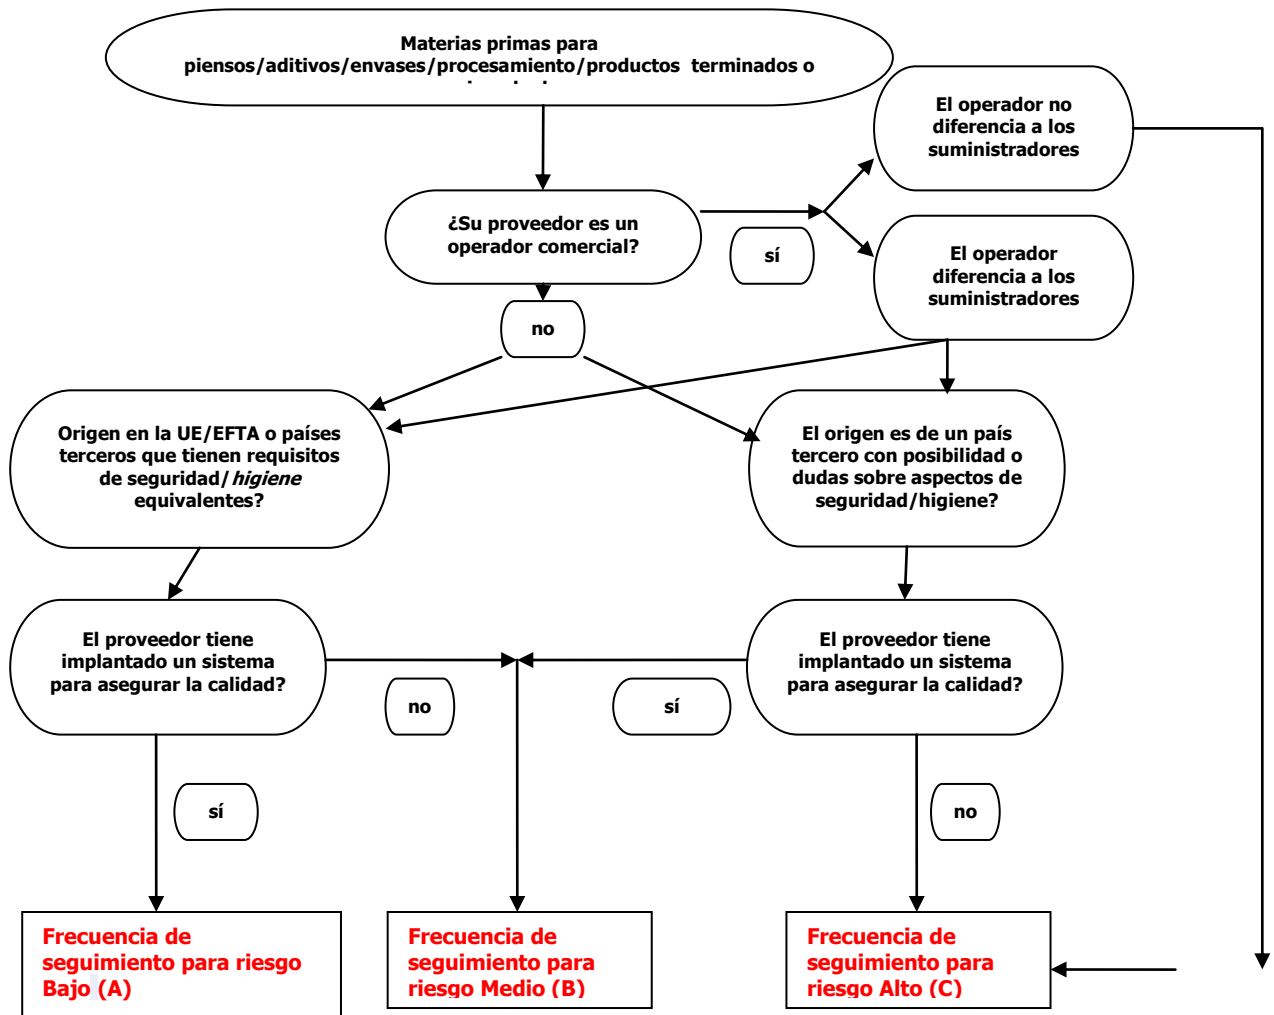 Materias primas para
piensos/aditivos/envases/procesamiento/productos terminados o
El operador no
diferencia a los
suministradores
¿Su proveedor es un
operador comercial?
sí
El operador
diferencia a los
suministradores
no
Origen en la UE/EFTA o países
terceros que tienen requisitos
de seguridad/higiene
equivalentes?
El origen es de un país
tercero con posibilidad o
dudas sobre aspectos de
seguridad/higiene?
El proveedor tiene
implantado un sistema
para asegurar la calidad?
no
sí
El proveedor tiene
implantado un sistema
para asegurar la calidad?
sí
no
Frecuencia de
seguimiento para riesgo
Bajo (A)
Frecuencia de
seguimiento para
riesgo Medio (B)
Frecuencia de
seguimiento para
riesgo Alto (C)